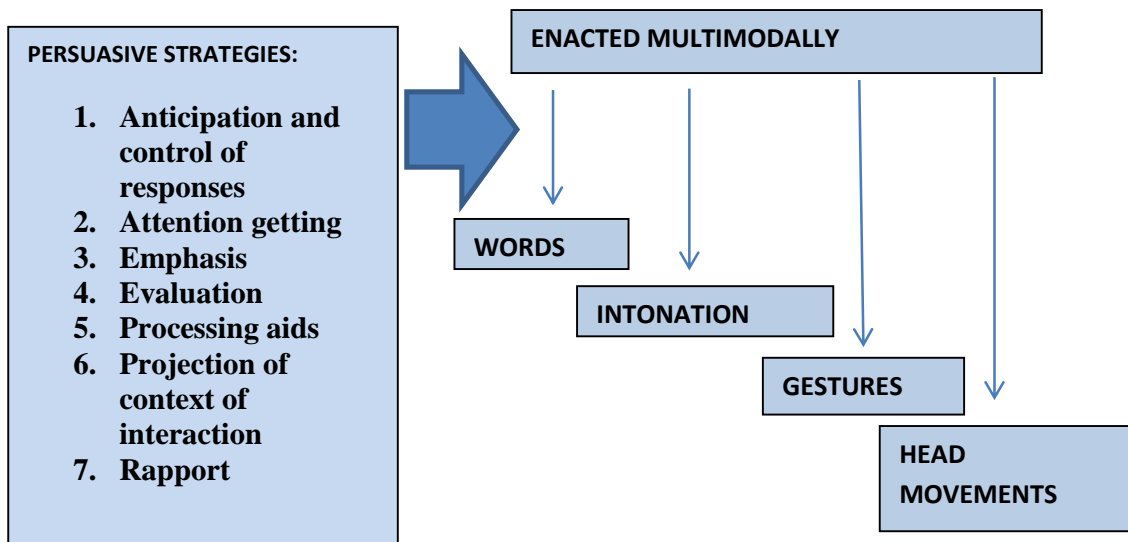 PERSUASIVE STRATEGIES:
1. Anticipation and
control of
responses
2. Attention getting
3. Emphasis
4. Evaluation
5. Processing aids
6. Projection of
context of
interaction
7. Rapport
ENACTED MULTIMODALLY
WORDS
INTONATION
GESTURES
HEAD
MOVEMENTS